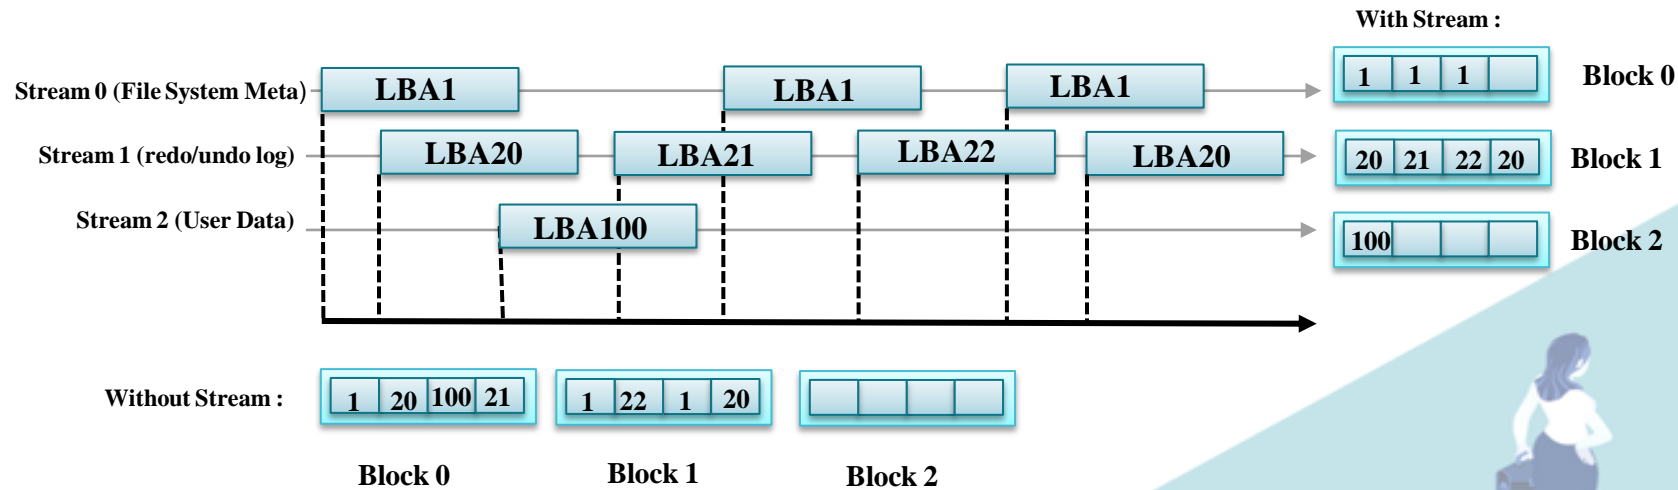 With Stream :
Stream 0 (File System Meta) LBA1 LBA1 LBA1
1 1 1 Block 0
Stream 1 (redo/undo log) LBA20 LBA21 LBA22 LBA20
20 21 22 20 Block 1
Stream 2 (User Data) LBA100
100 Block 2
Without Stream : 1 20 100 21 1 22 1 20
Block 0 Block 1 Block 2